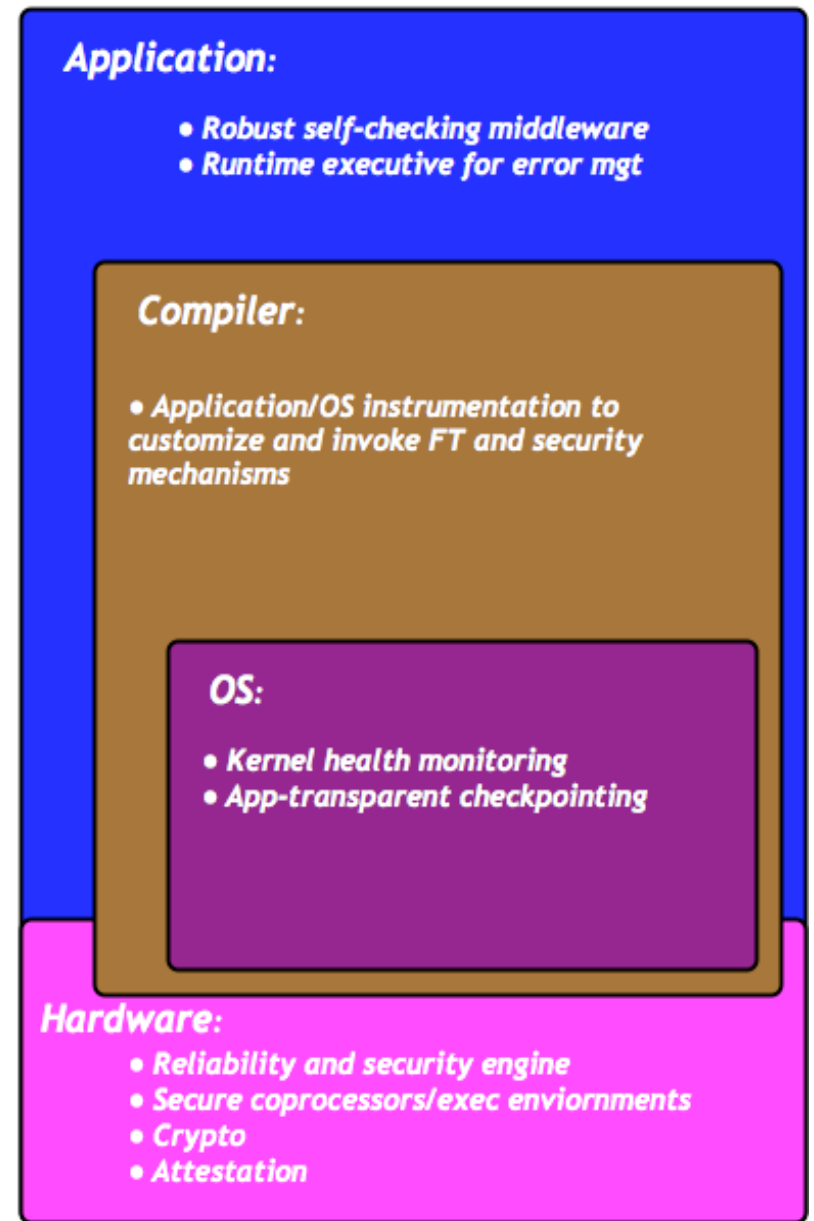 Application:
• Robust self-checking middleware
• Runtime executive for error mgt
Compiler:
• Application/OS instrumentation to
customize and invoke FT and security
mechanisms
OS:
• Kernel health monitoring
• App-transparent checkpointing
Hardware:
• Reliability and security engine
• Secure coprocessors/exec enviornments
• Crypto
• Attestation